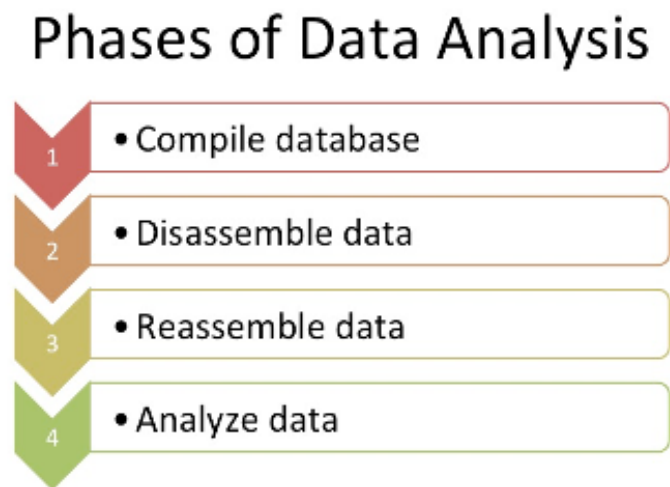 Phases of Data Analysis
1 • Compile database
2 • Disassemble data
3 • Reassemble data
4 • Analyze data